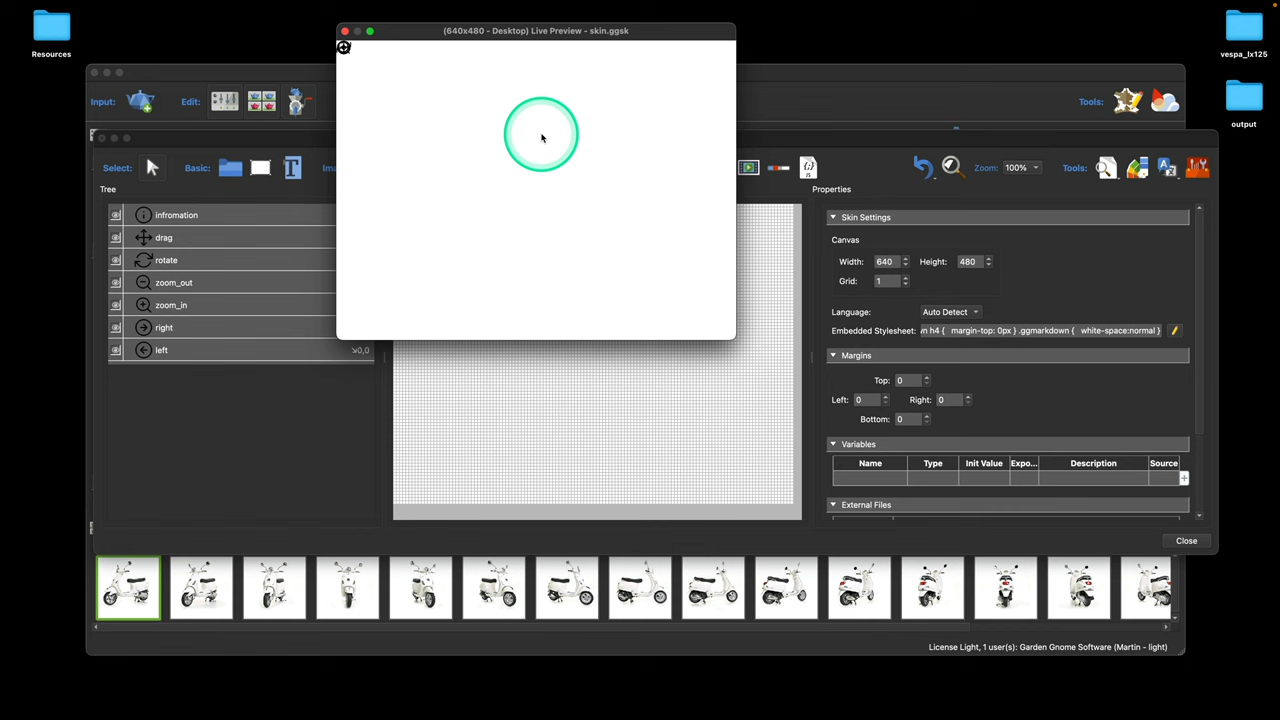 Resources
vespa_lx125
output
(640x480 - Desktop) Live Preview - skin.ggsk
Input:
Edit:
Tools:
Select:
Basic:
Zoom:
100%
Tools:
Tree
Properties
infromation
drag
rotate
zoom_out
zoom_in
right
left
0,0
Skin Settings
Canvas
Width: 640 Height: 480
Grid: 1
Language: Auto Detect
Embedded Stylesheet: h4 { margin-top: 0px } .ggmarkdown { white-space:normal }
Margins
Top: 0
Left: 0 Right: 0
Bottom: 0
Variables
Name Type Init Value Expo... Description Source
External Files
Close
License Light, 1 user(s): Garden Gnome Software (Martin - light)